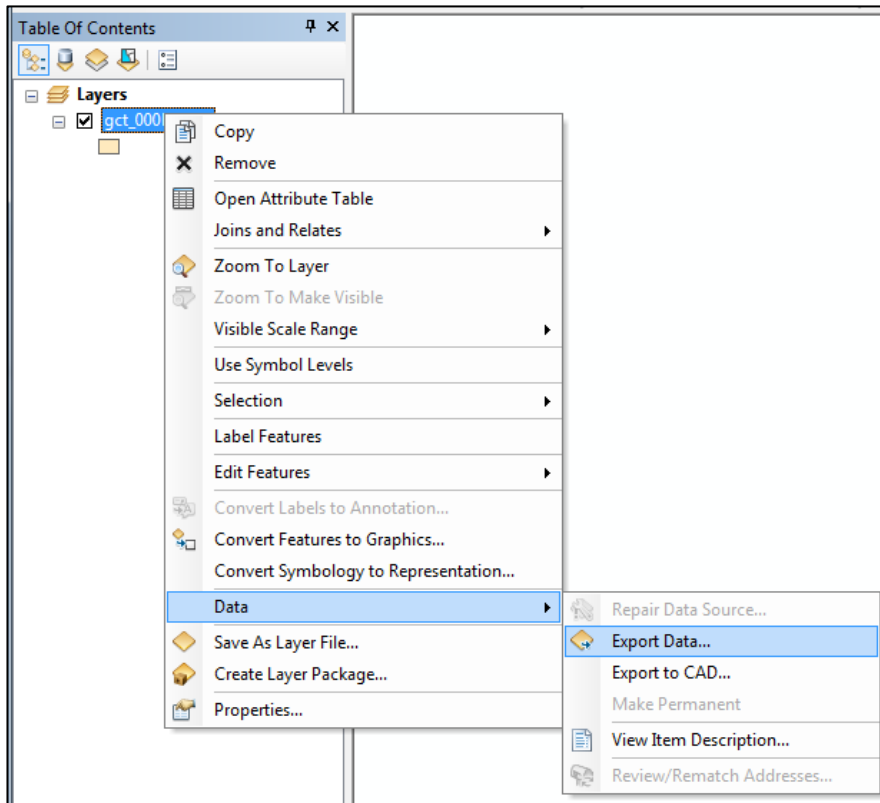 Table Of Contents
Layers
gct_000
Copy
Remove
Open Attribute Table
Joins and Relates
Zoom To Layer
Zoom To Make Visible
Visible Scale Range
Use Symbol Levels
Selection
Label Features
Edit Features
Convert Labels to Annotation...
Convert Features to Graphics...
Convert Symbology to Representation...
Data
Save As Layer File...
Create Layer Package...
Properties...
Repair Data Source...
Export Data...
Export to CAD...
Make Permanent
View Item Description...
Review/Rematch Addresses...